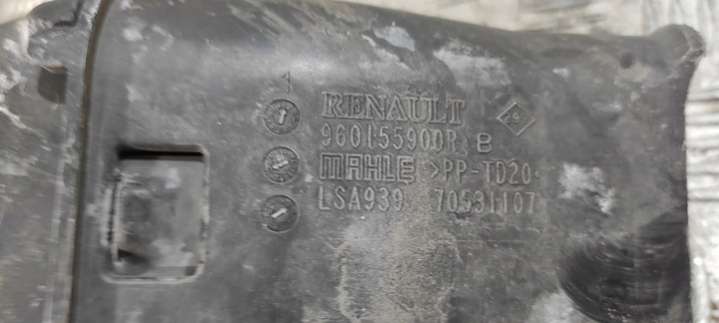 RENAULT
960155900R B
MAHLE >PP-TD20
LSA939 70531107